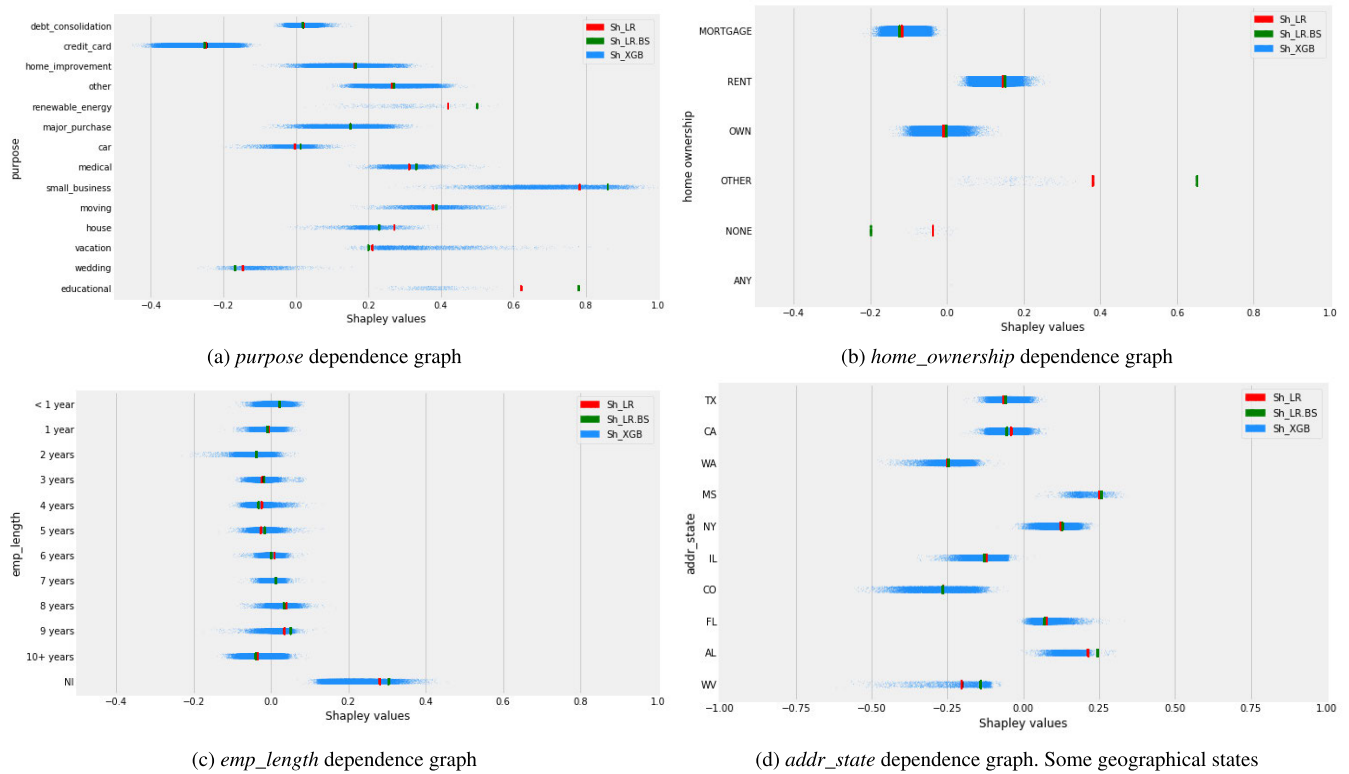 debt_consolidation
credit_card
home_improvement
other
renewable_energy
major_purchase
car
medical
small_business
moving
house
vacation
wedding
educational
purpose
Sh_LR
Sh_LR.BS
Sh_XGB
−0.4 −0.2 0.0 0.2 0.4 0.6 0.8 1.0
Shapley values
(a) purpose dependence graph
MORTGAGE
RENT
OWN
OTHER
NONE
ANY
home ownership
Sh_LR
Sh_LR.BS
Sh_XGB
−0.4 −0.2 0.0 0.2 0.4 0.6 0.8 1.0
Shapley values
(b) home_ownership dependence graph
< 1 year
1 year
2 years
3 years
4 years
5 years
6 years
7 years
8 years
9 years
10+ years
NI
emp_length
Sh_LR
Sh_LR.BS
Sh_XGB
−0.4 −0.2 0.0 0.2 0.4 0.6 0.8 1.0
Shapley values
(c) emp_length dependence graph
TX
CA
WA
MS
NY
IL
CO
FL
AL
WV
addr_state
Sh_LR
Sh_LR.BS
Sh_XGB
−1.00 −0.75 −0.50 −0.25 0.00 0.25 0.50 0.75 1.00
Shapley values
(d) addr_state dependence graph. Some geographical states